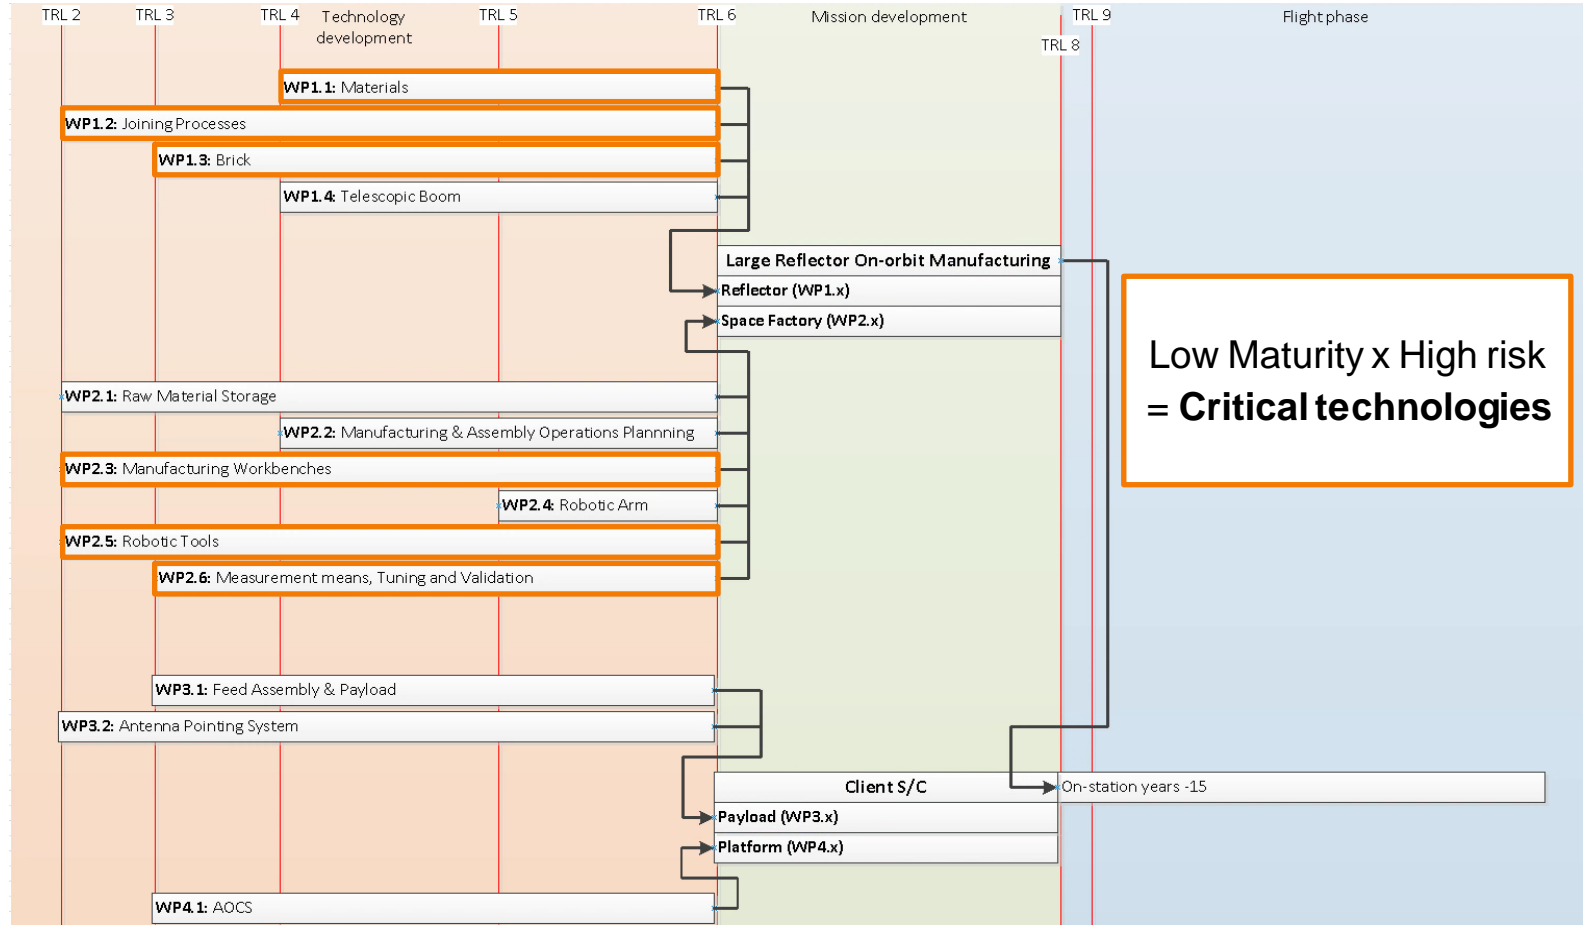 TRL 2
TRL 3
TRL 4
Technology
development
TRL 5
TRL 6
Mission development
TRL 8
TRL 9
Flight phase
WP1.1: Materials
WP1.2: Joining Processes
WP1.3: Brick
WP1.4: Telescopic Boom
Large Reflector On-orbit Manufacturing
Reflector (WP1.x)
Space Factory (WP2.x)
Low Maturity x High risk
= Critical technologies
WP2.1: Raw Material Storage
WP2.2: Manufacturing & Assembly Operations Plannning
WP2.3: Manufacturing Workbenches
WP2.4: Robotic Arm
WP2.5: Robotic Tools
WP2.6: Measurement means, Tuning and Validation
WP3.1: Feed Assembly & Payload
WP3.2: Antenna Pointing System
Client S/C
On-station years -15
Payload (WP3.x)
Platform (WP4.x)
WP4.1: AOCS